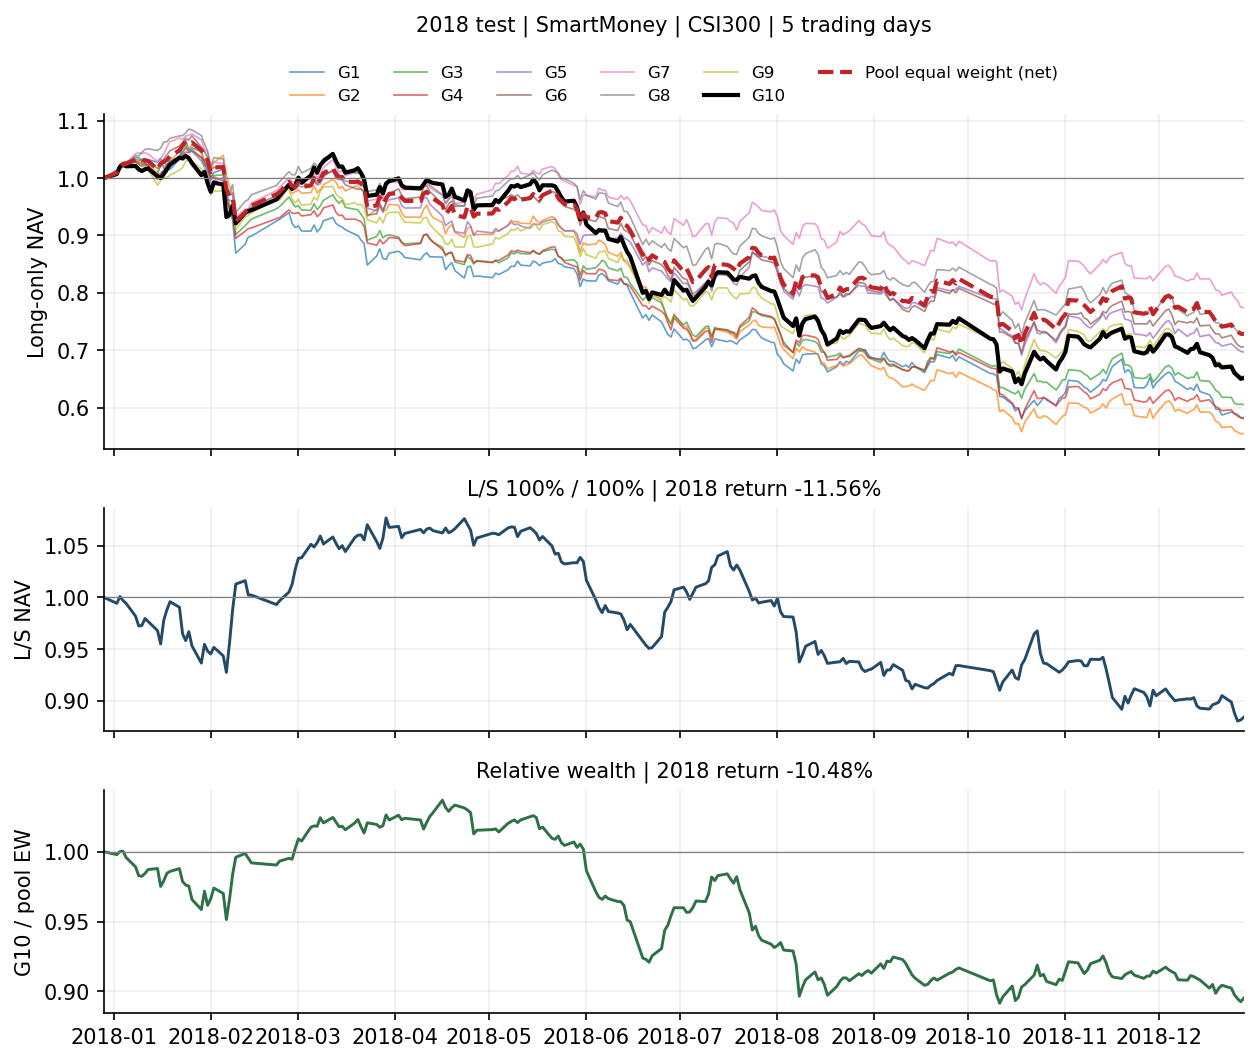 2018 test | SmartMoney | CSI300 | 5 trading days
G1 G3 G5 G7 G9 Pool equal weight (net)
G2 G4 G6 G8 G10
Long-only NAV
1.1
1.0
0.9
0.8
0.7
0.6
L/S 100% / 100% | 2018 return -11.56%
L/S NAV
1.05
1.00
0.95
0.90
Relative wealth | 2018 return -10.48%
G10 / pool EW
1.00
0.95
0.90
2018-01 2018-02 2018-03 2018-04 2018-05 2018-06 2018-07 2018-08 2018-09 2018-10 2018-11 2018-12